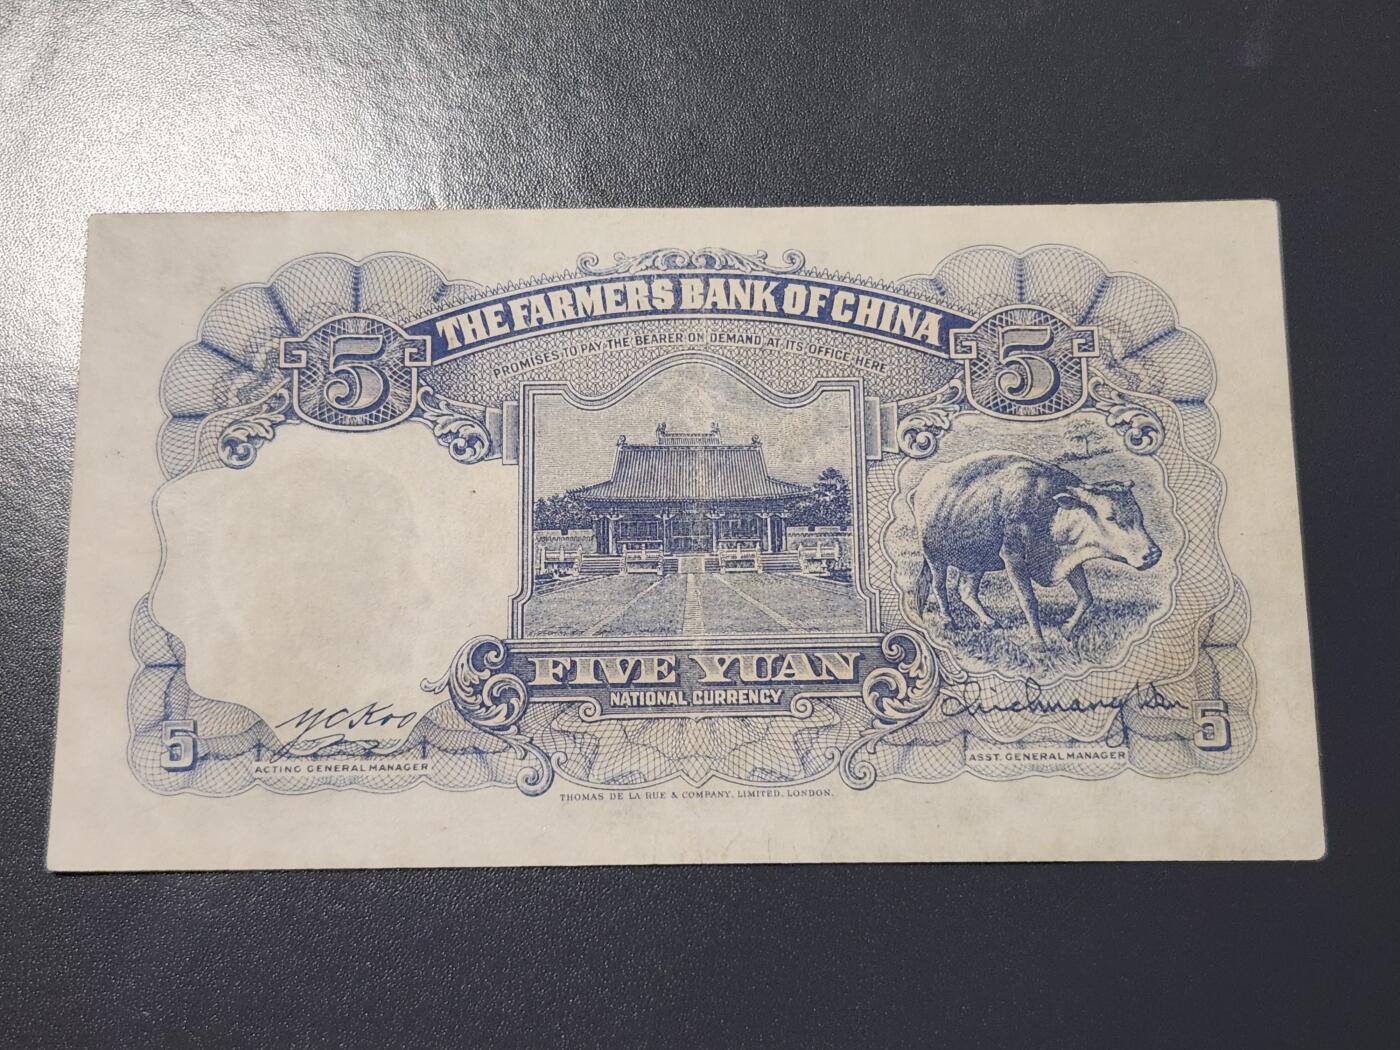 THE FARMERS BANK OF CHINA
PROMISES TO PAY THE BEARER ON DEMAND AT ITS OFFICE HERE
5
5
FIVE YUAN
NATIONAL CURRENCY
Y C Koo
5
5
ACTING GENERAL MANAGER
ASST. GENERAL MANAGER
THOMAS DE LA RUE & COMPANY, LIMITED, LONDON.